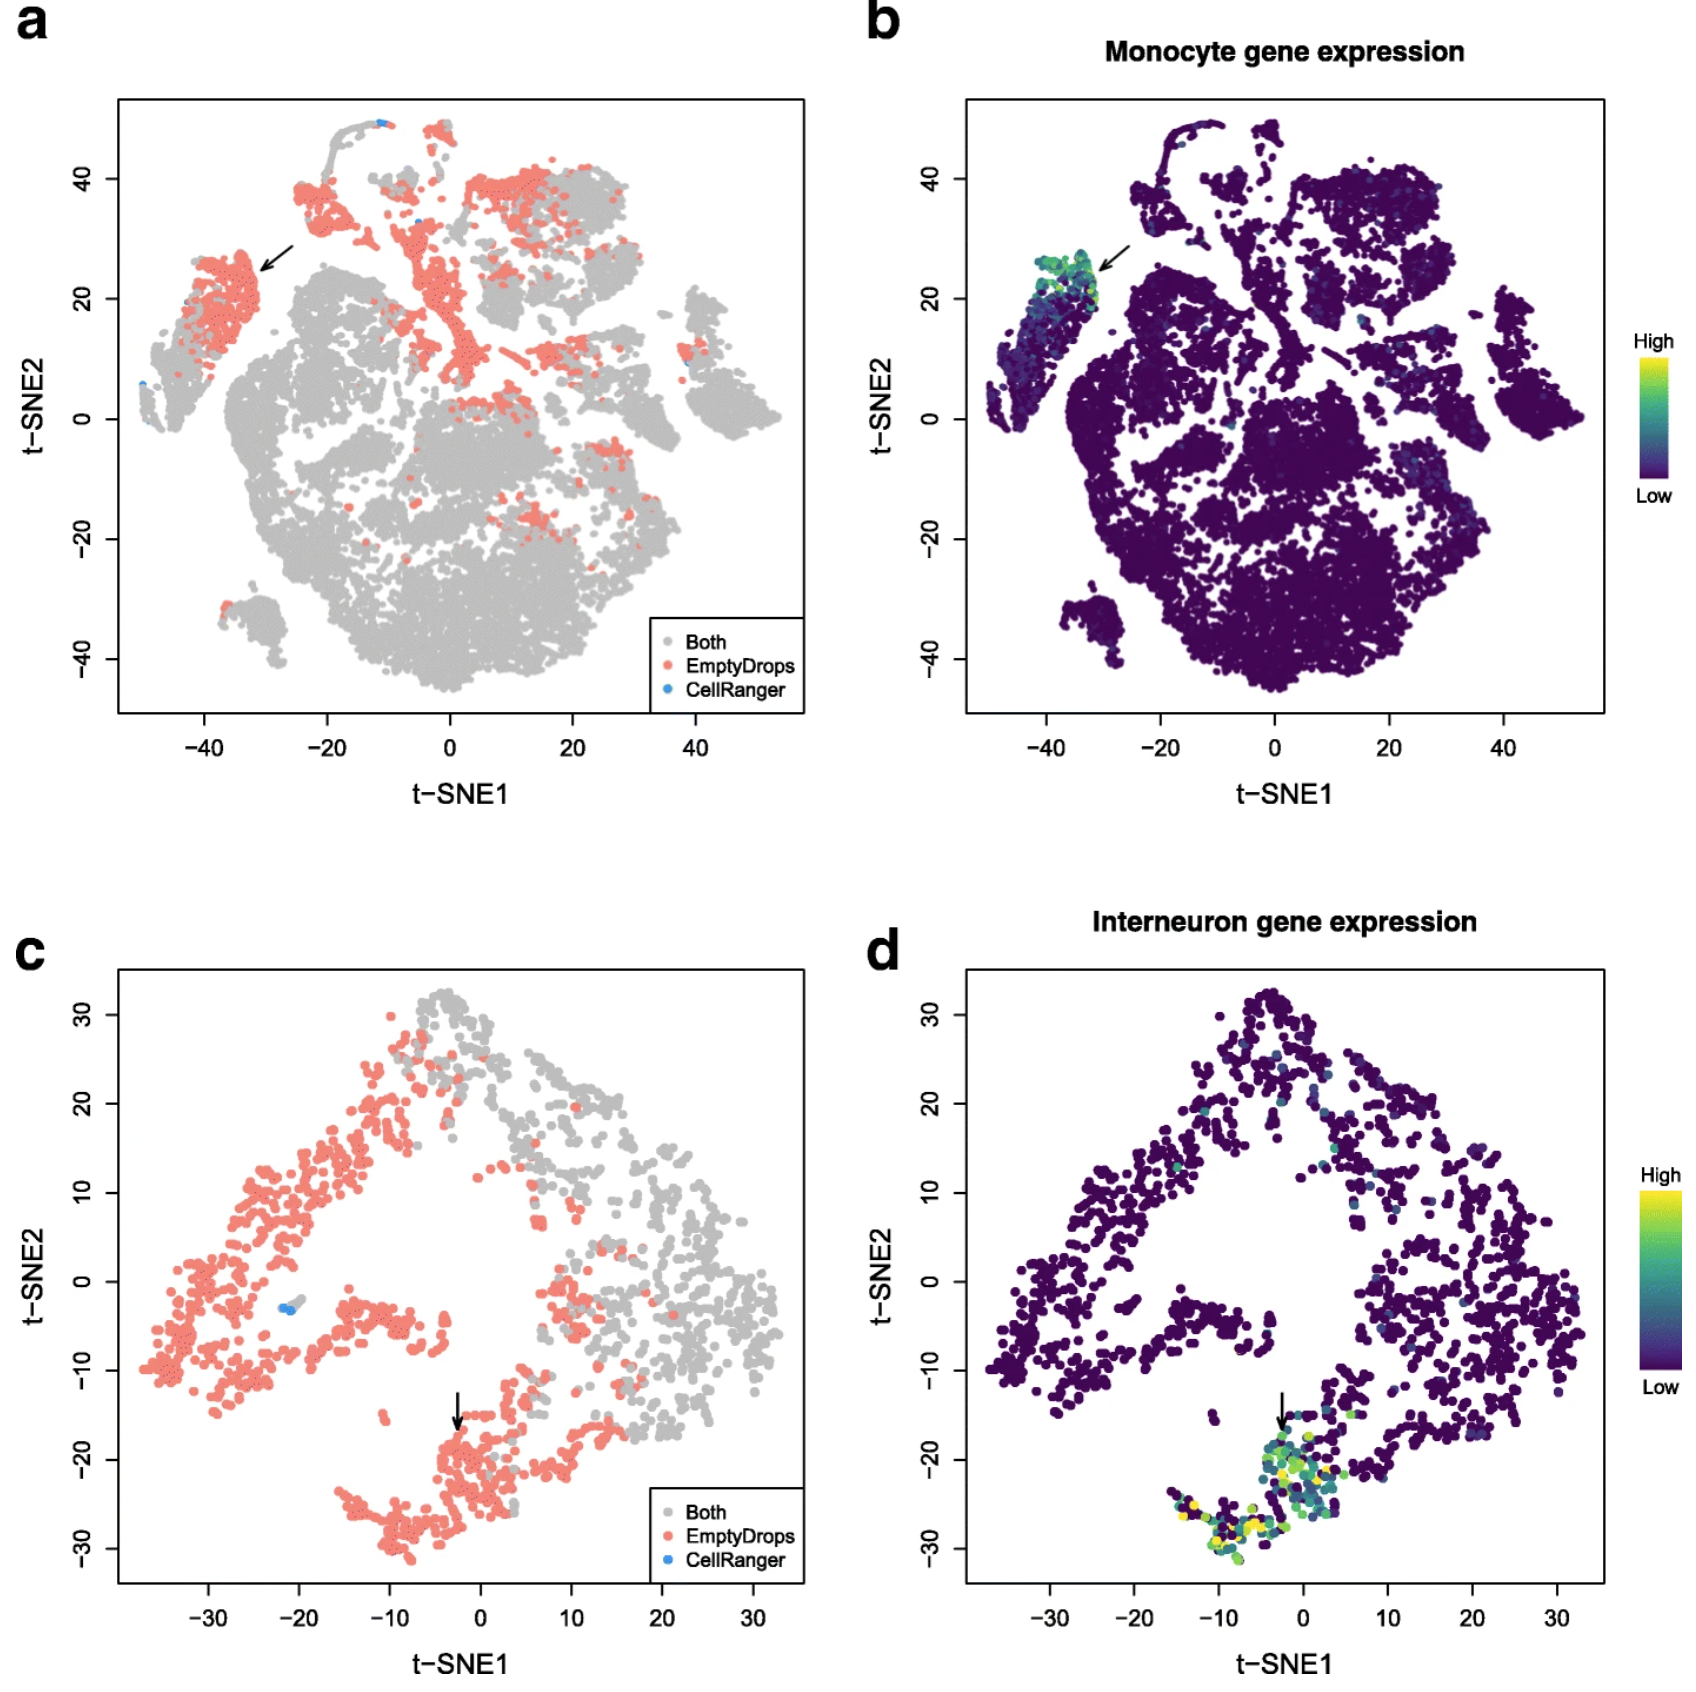 a
b
Monocyte gene expression
40
20
0
−20
−40
t−SNE2
−40
−20
0
20
40
t−SNE1
Both
EmptyDrops
CellRanger
40
20
0
−20
−40
t−SNE2
−40
−20
0
20
40
t−SNE1
High
Low
c
d
Interneuron gene expression
30
20
10
0
−10
−20
−30
t−SNE2
−30
−20
−10
0
10
20
30
t−SNE1
Both
EmptyDrops
CellRanger
30
20
10
0
−10
−20
−30
t−SNE2
−30
−20
−10
0
10
20
30
t−SNE1
High
Low